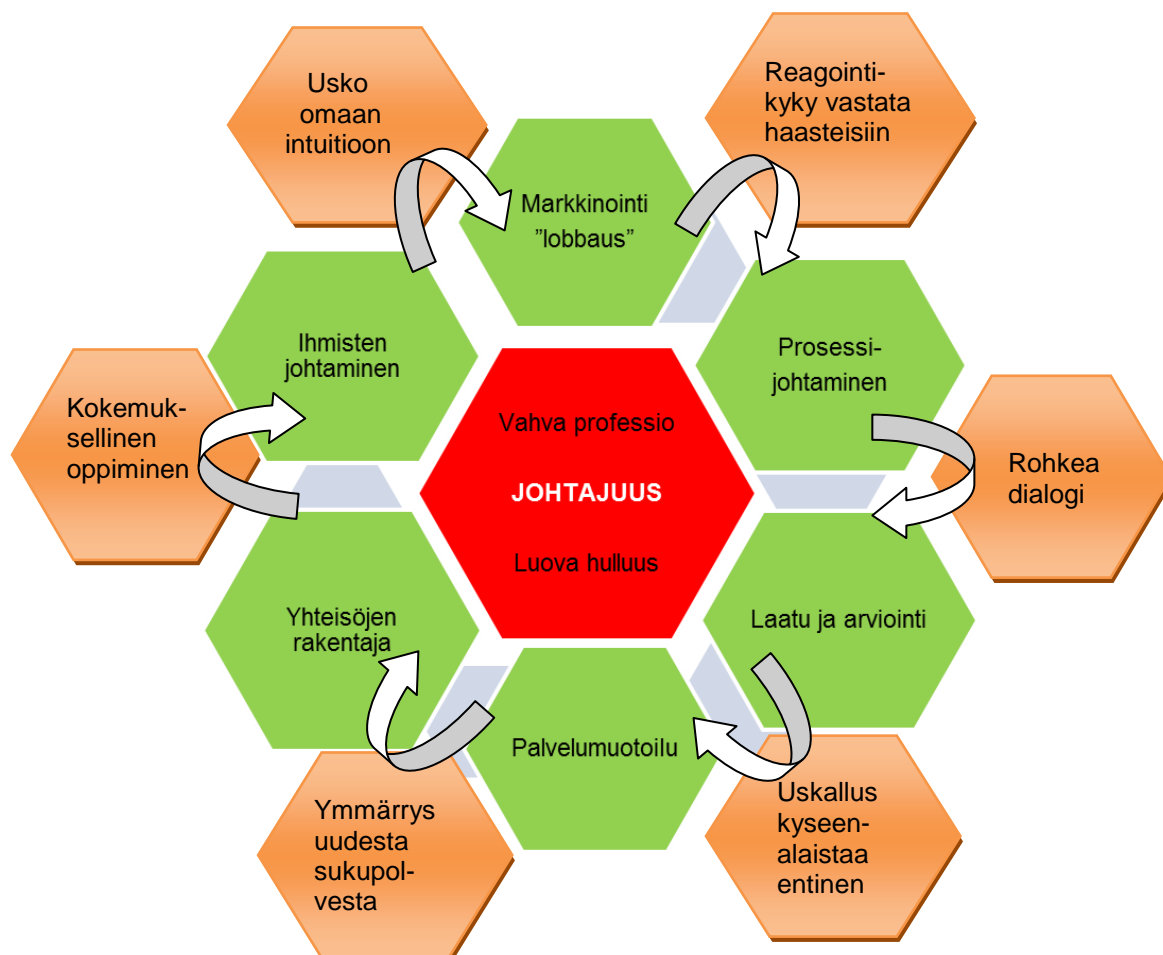 Usko
omaan
intuitioon
Reagointi-
kyky vastata
haasteisiin
Markkinointi
”lobbaus”
Ihmisten
johtaminen
Prosessi-
johtaminen
Kokemuk-
sellinen
oppiminen
Vahva professio
JOHTAJUUS
Luova hulluus
Rohkea
dialogi
Yhteisöjen
rakentaja
Laatu ja arviointi
Palvelumuotoilu
Ymmärrys
uudesta
sukupol-
vesta
Uskallus
kyseen-
alaistaa
entinen